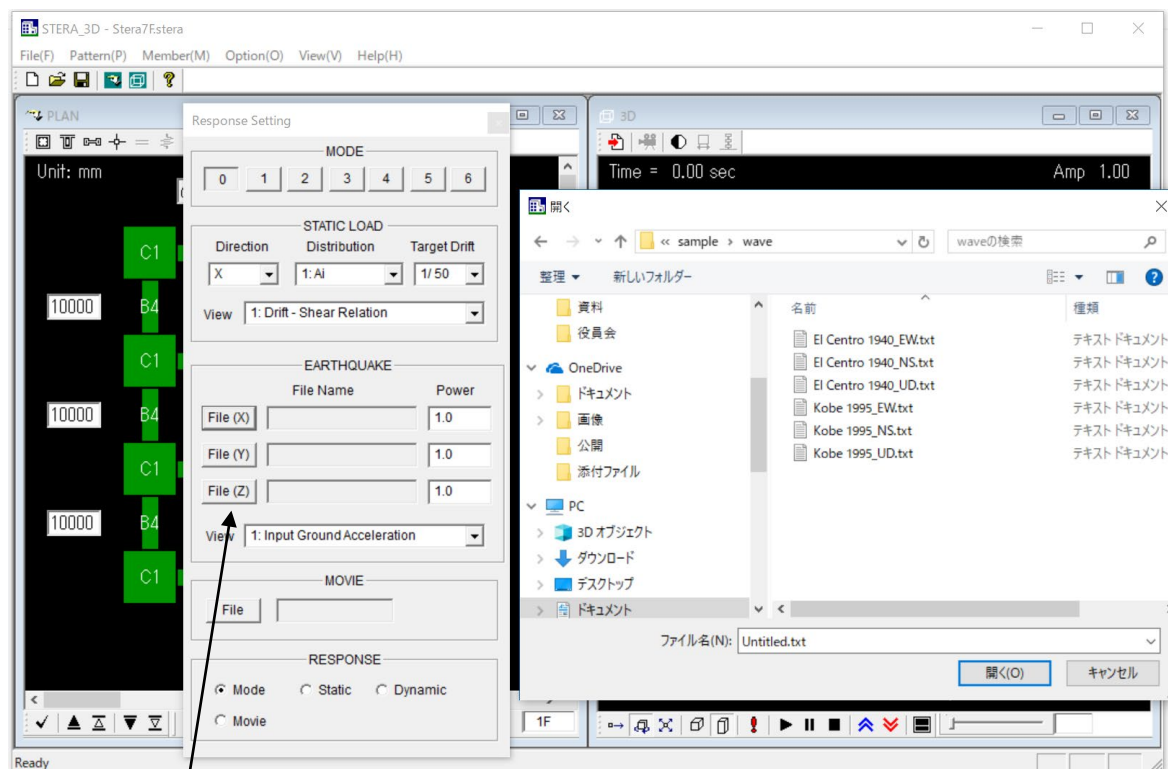 STERA_3D - Stera7F.stera
File(F) Pattern(P) Member(M) Option(O) View(V) Help(H)
PLAN
Unit: mm
C1
10000 B4
C1
10000 B4
C1
10000 B4
C1
1F
Ready
Response Setting
MODE
0 1 2 3 4 5 6
STATIC LOAD
Direction Distribution Target Drift
X 1: Ai 1/ 50
View 1: Drift - Shear Relation
EARTHQUAKE
File Name Power
File (X) 1.0
File (Y) 1.0
File (Z) 1.0
View 1: Input Ground Acceleration
MOVIE
File
RESPONSE
Mode Static Dynamic
Movie
3D
Time = 0.00 sec Amp 1.00
開く
« sample › wave waveの検索
整理 新しいフォルダー
資料
役員会
OneDrive
ドキュメント
画像
公開
添付ファイル
PC
3D オブジェクト
ダウンロード
デスクトップ
ドキュメント
名前 種類
El Centro 1940_EW.txt テキスト ドキュメント
El Centro 1940_NS.txt テキスト ドキュメント
El Centro 1940_UD.txt テキスト ドキュメント
Kobe 1995_EW.txt テキスト ドキュメント
Kobe 1995_NS.txt テキスト ドキュメント
Kobe 1995_UD.txt テキスト ドキュメント
ファイル名(N): Untitled.txt
開く(O) キャンセル